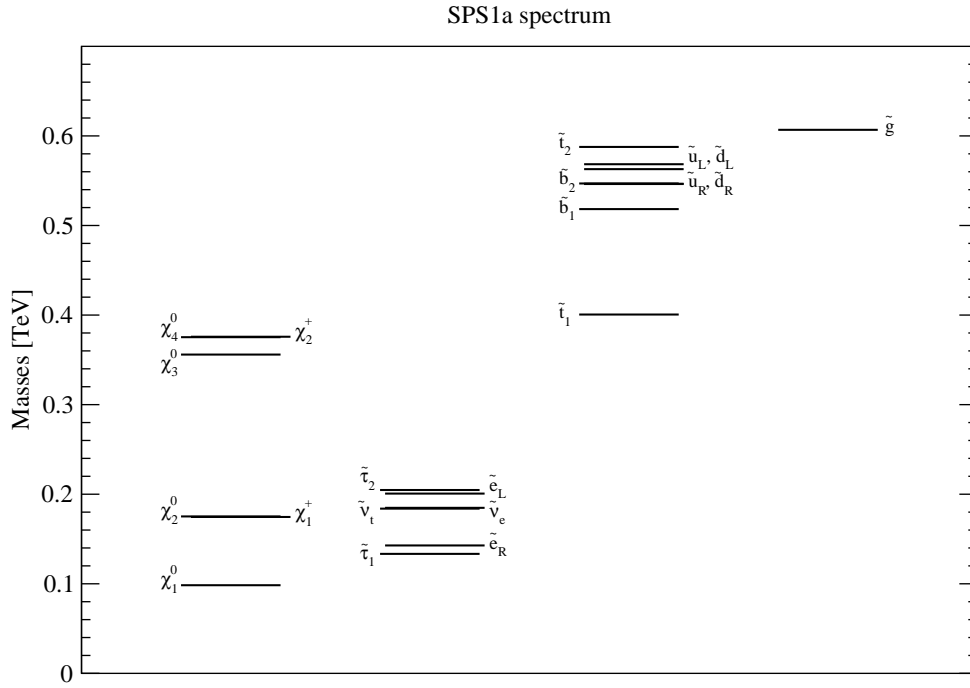 SPS1a spectrum
Masses [TeV]
0.6
0.5
0.4
0.3
0.2
0.1
0
g̃
t̃₂
ũ_L, d̃_L
b̃₂
ũ_R, d̃_R
b̃₁
t̃₁
χ₄⁰
χ₂⁺
χ₃⁰
τ̃₂
ẽ_L
χ₂⁰
χ₁⁺
ν̃_t
ν̃_e
τ̃₁
ẽ_R
χ₁⁰